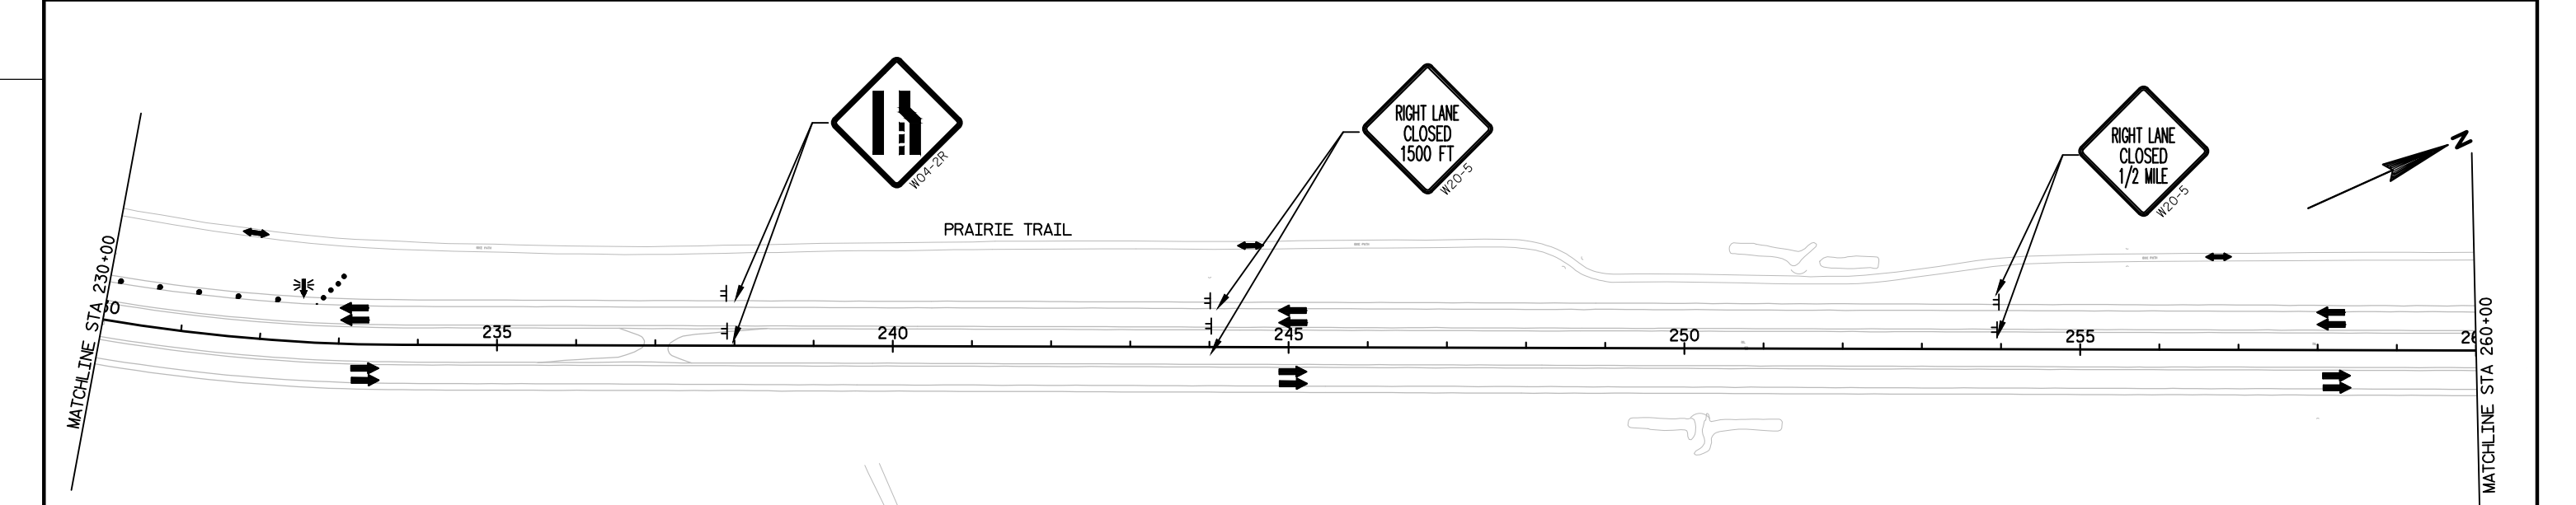 RIGHT LANE
CLOSED
1500 FT
RIGHT LANE
CLOSED
1/2 MILE
W04-2R
W20-5
W20-5
N
PRAIRIE TRAIL
MATCHLINE STA 230+00
235
240
245
250
255
MATCHLINE STA 260+00